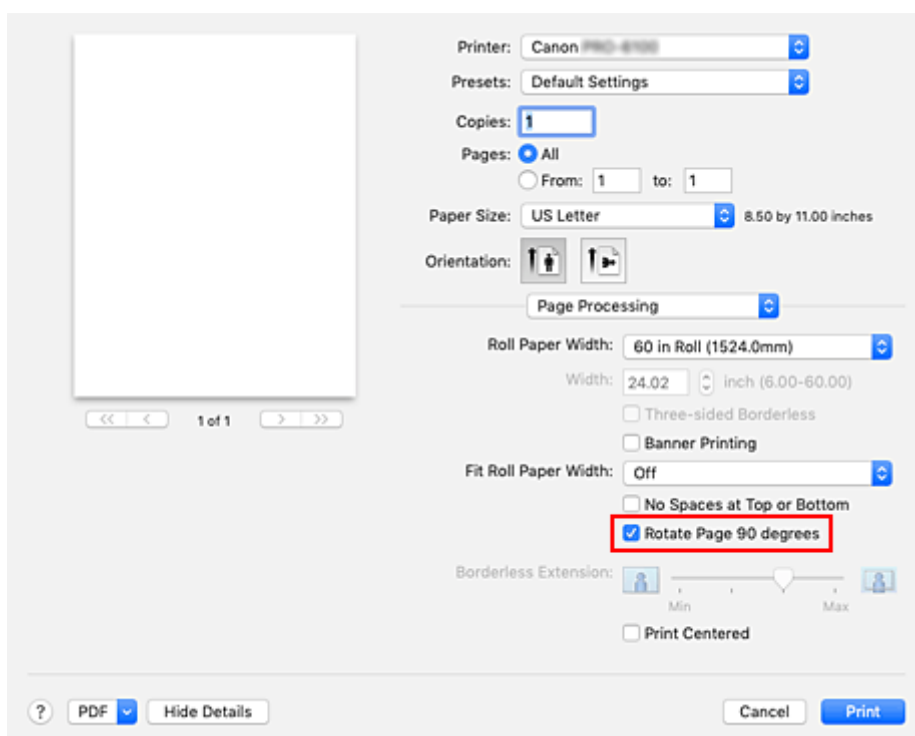 Printer: Canon
Presets: Default Settings
Copies: 1
Pages: All
From: 1 to: 1
Paper Size: US Letter 8.50 by 11.00 inches
Orientation:
Page Processing
Roll Paper Width: 60 in Roll (1524.0mm)
Width: 24.02 inch (6.00-60.00)
Three-sided Borderless
1 of 1
Banner Printing
Fit Roll Paper Width: Off
No Spaces at Top or Bottom
Rotate Page 90 degrees
Borderless Extension:
Min Max
Print Centered
? PDF Hide Details Cancel Print